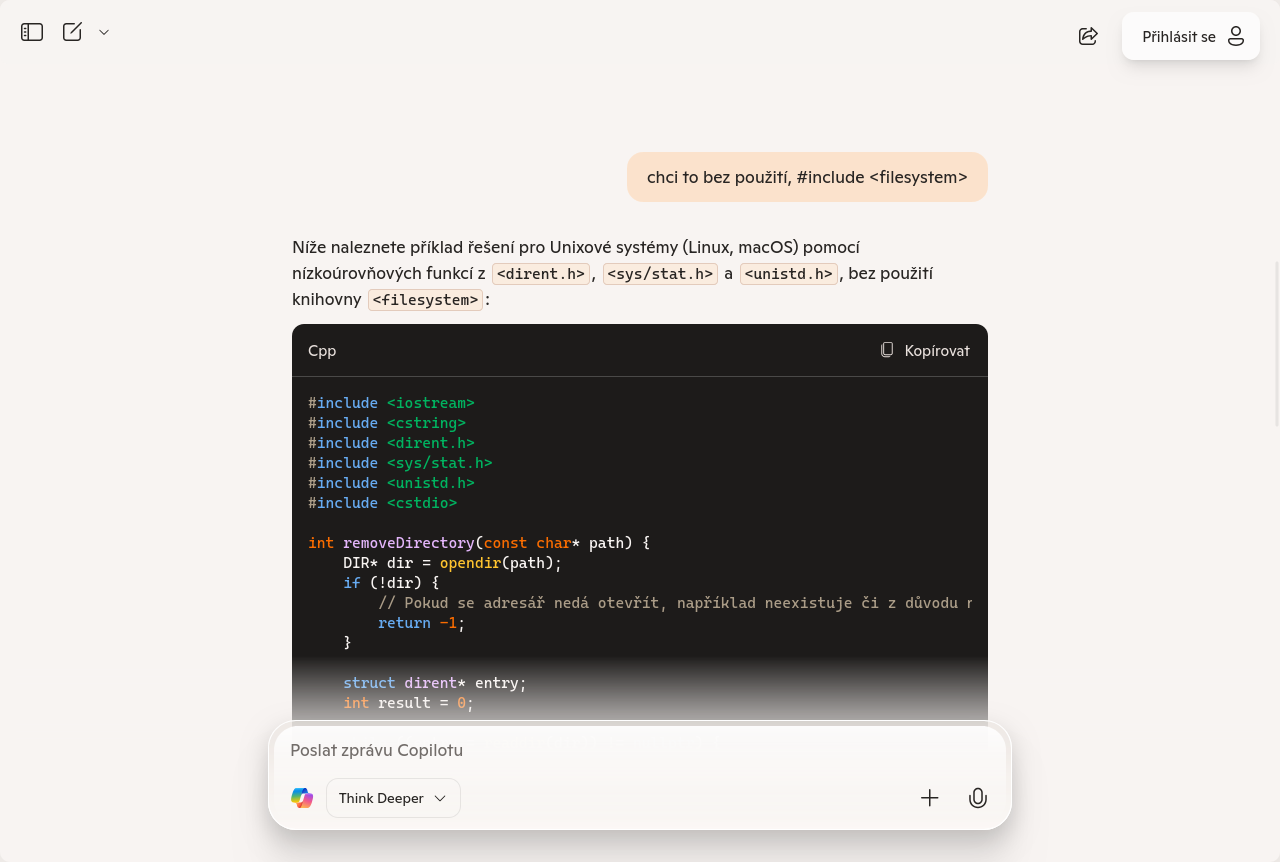 Přihlásit se
chci to bez použití, #include <filesystem>
Níže naleznete příklad řešení pro Unixové systémy (Linux, macOS) pomocí
nízkoúrovňových funkcí z <dirent.h>, <sys/stat.h> a <unistd.h>, bez použití
knihovny <filesystem>:
Cpp
Kopírovat
#include <iostream>
#include <cstring>
#include <dirent.h>
#include <sys/stat.h>
#include <unistd.h>
#include <cstdio>
int removeDirectory(const char* path) {
DIR* dir = opendir(path);
if (!dir) {
// Pokud se adresář nedá otevřít, například neexistuje či z důvodu
return -1;
}
struct dirent* entry;
int result = 0;
Poslat zprávu Copilotu
Think Deeper